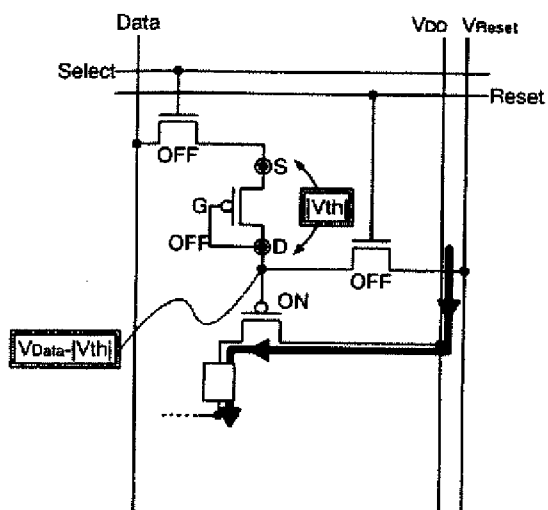 Data
VDD
VReset
Select
Reset
OFF
S
G
|Vth|
OFF
D
OFF
ON
VData-|Vth|